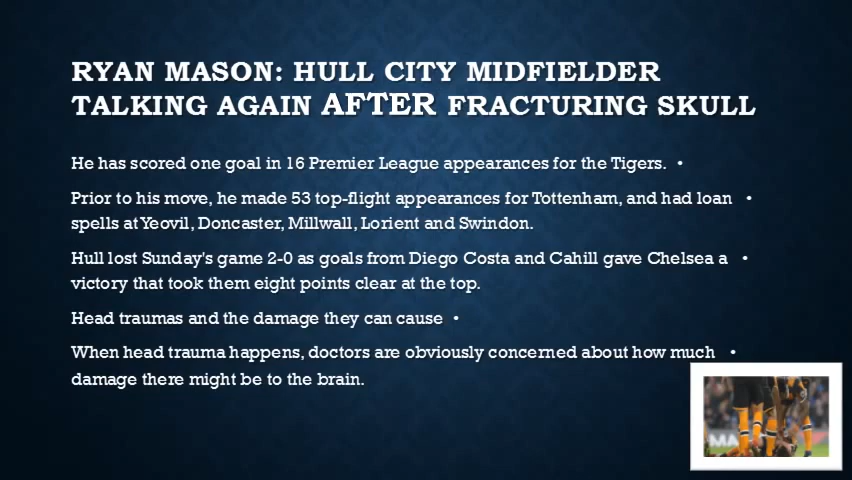 RYAN MASON: HULL CITY MIDFIELDER
TALKING AGAIN AFTER FRACTURING SKULL
He has scored one goal in 16 Premier League appearances for the Tigers. •
Prior to his move, he made 53 top-flight appearances for Tottenham, and had loan •
spells at Yeovil, Doncaster, Millwall, Lorient and Swindon.
Hull lost Sunday's game 2-0 as goals from Diego Costa and Cahill gave Chelsea a •
victory that took them eight points clear at the top.
Head traumas and the damage they can cause •
When head trauma happens, doctors are obviously concerned about how much •
damage there might be to the brain.